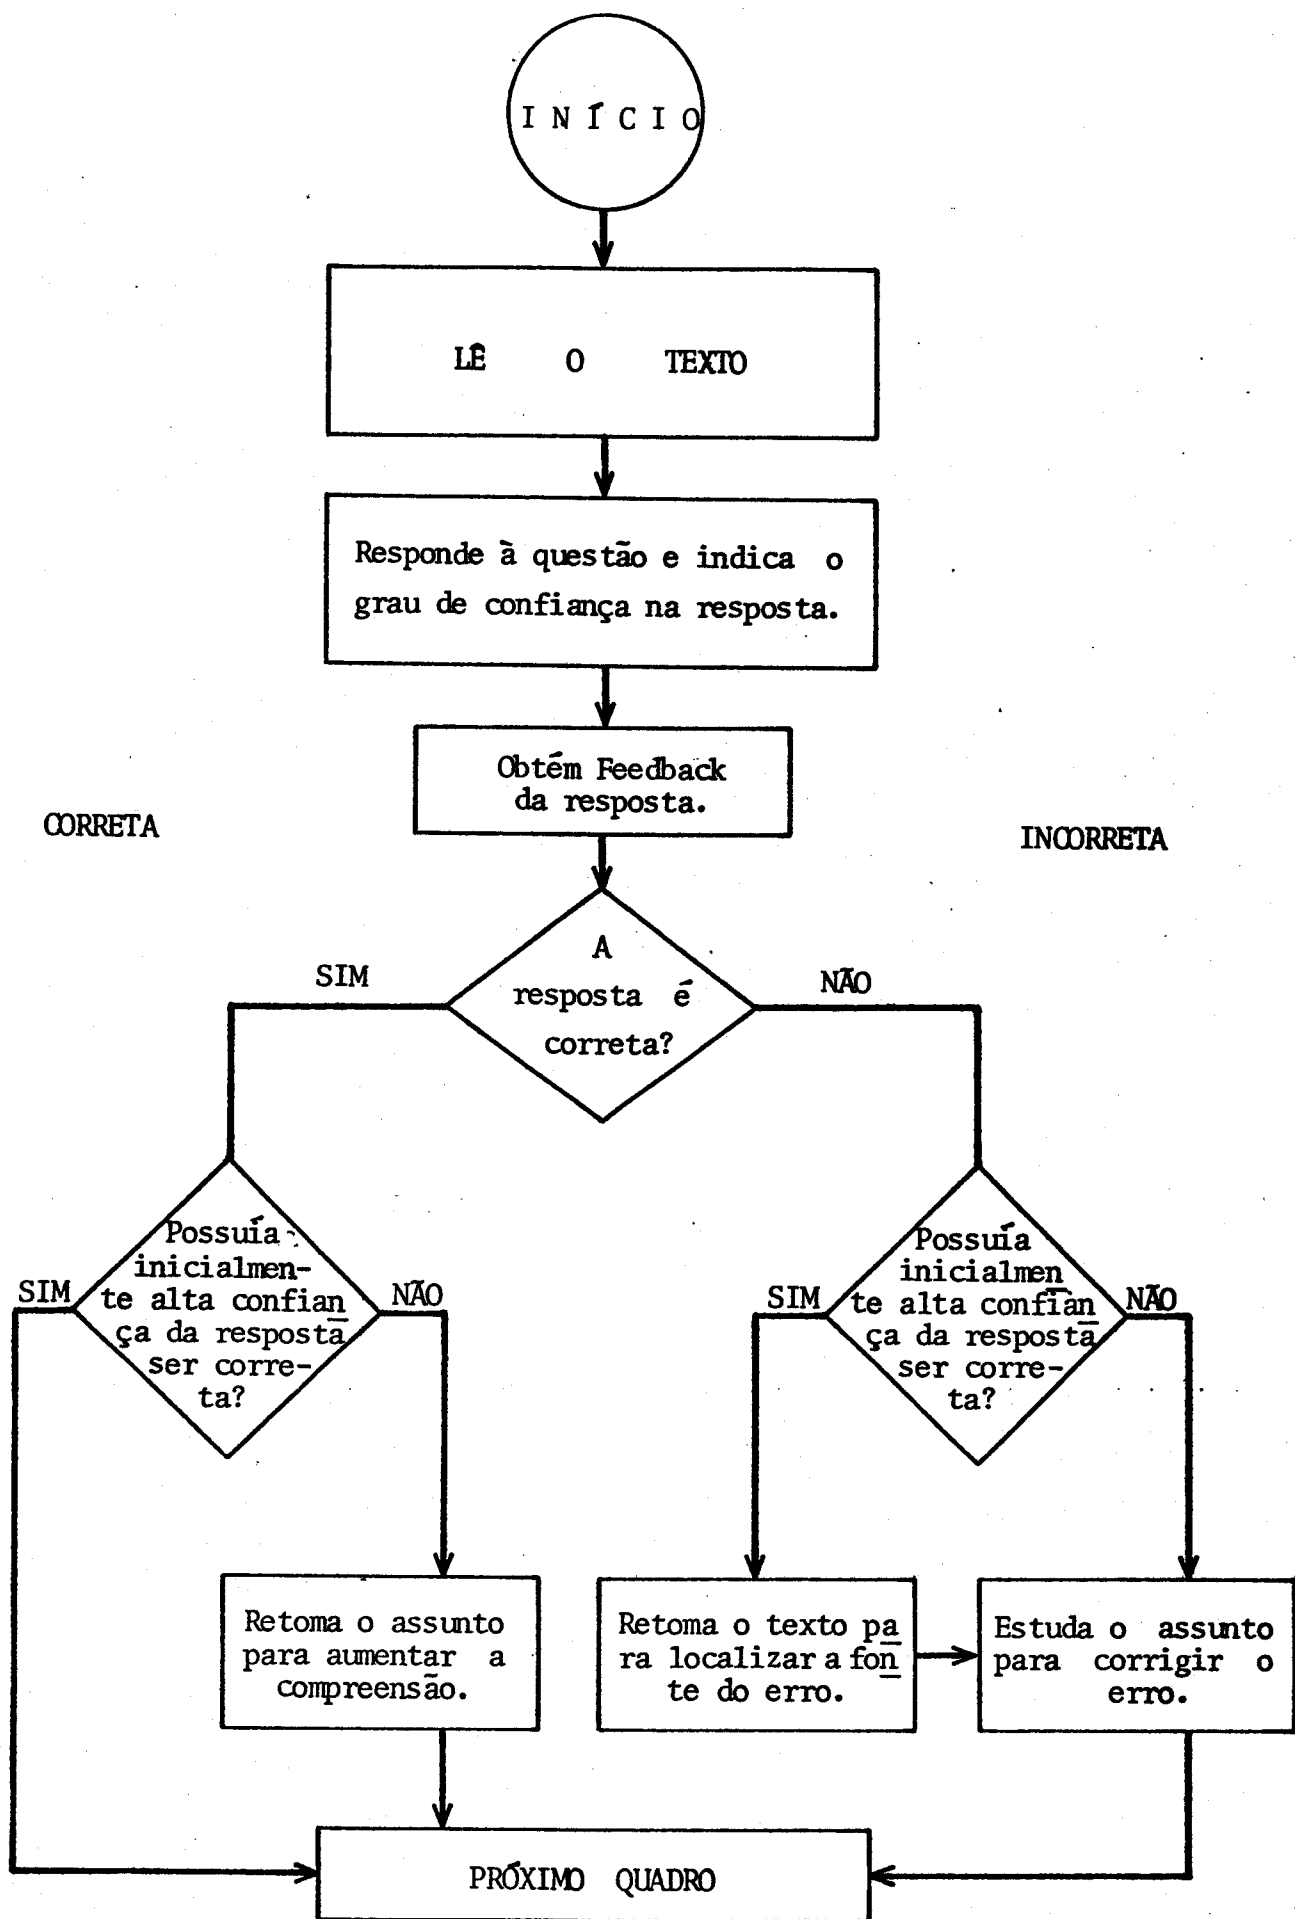 INÍCIO
LÊ O TEXTO
Responde à questão e indica o
grau de confiança na resposta.
Obtém Feedback
da resposta.
CORRETA
INCORRETA
A
resposta é
correta?
SIM
NÃO
Possuía
inicialmen-
te alta confian
ça da resposta
ser corre-
ta?
SIM
NÃO
Possuía
inicialmen
te alta confian
ça da resposta
ser corre-
ta?
SIM
NÃO
Retoma o assunto
para aumentar a
compreensão.
Retoma o texto pa
ra localizar a fon
te do erro.
Estuda o assunto
para corrigir o
erro.
PRÓXIMO QUADRO